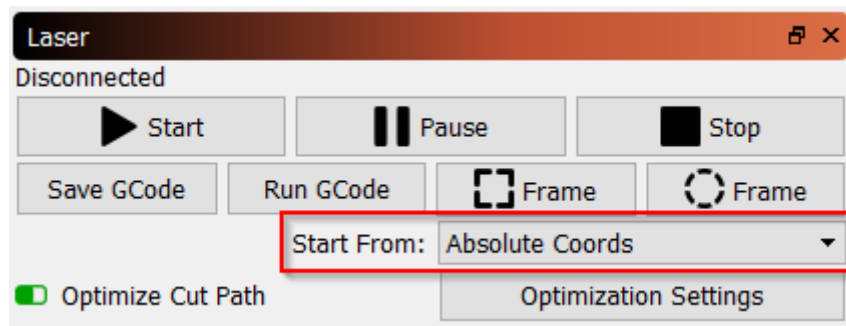 Laser
Disconnected
Start Pause Stop
Save GCode Run GCode Frame Frame
Start From: Absolute Coords
Optimize Cut Path Optimization Settings